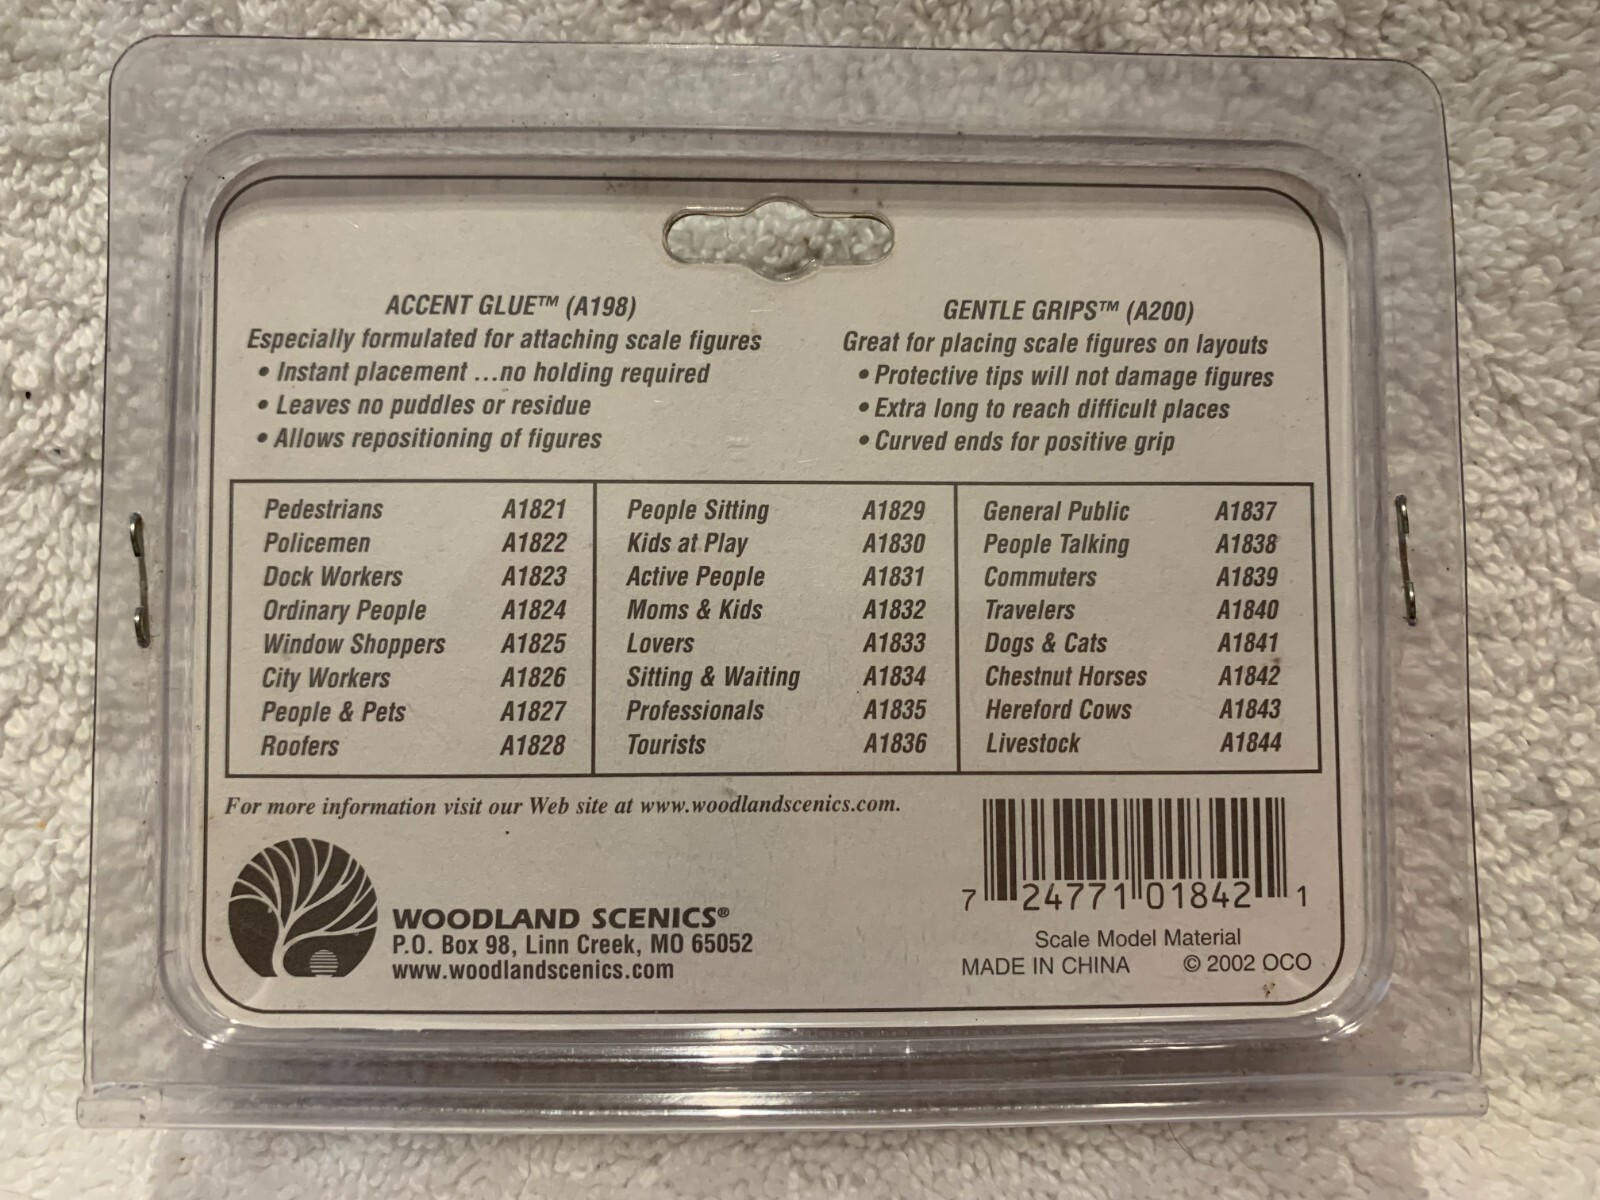 ACCENT GLUE™ (A198)
Especially formulated for attaching scale figures
• Instant placement ...no holding required
• Leaves no puddles or residue
• Allows repositioning of figures
GENTLE GRIPS™ (A200)
Great for placing scale figures on layouts
• Protective tips will not damage figures
• Extra long to reach difficult places
• Curved ends for positive grip
Pedestrians A1821
Policemen A1822
Dock Workers A1823
Ordinary People A1824
Window Shoppers A1825
City Workers A1826
People & Pets A1827
Roofers A1828
People Sitting A1829
Kids at Play A1830
Active People A1831
Moms & Kids A1832
Lovers A1833
Sitting & Waiting A1834
Professionals A1835
Tourists A1836
General Public A1837
People Talking A1838
Commuters A1839
Travelers A1840
Dogs & Cats A1841
Chestnut Horses A1842
Hereford Cows A1843
Livestock A1844
For more information visit our Web site at www.woodlandscenics.com.
WOODLAND SCENICS®
P.O. Box 98, Linn Creek, MO 65052
www.woodlandscenics.com
7 24771 01842 1
Scale Model Material
MADE IN CHINA © 2002 OCO